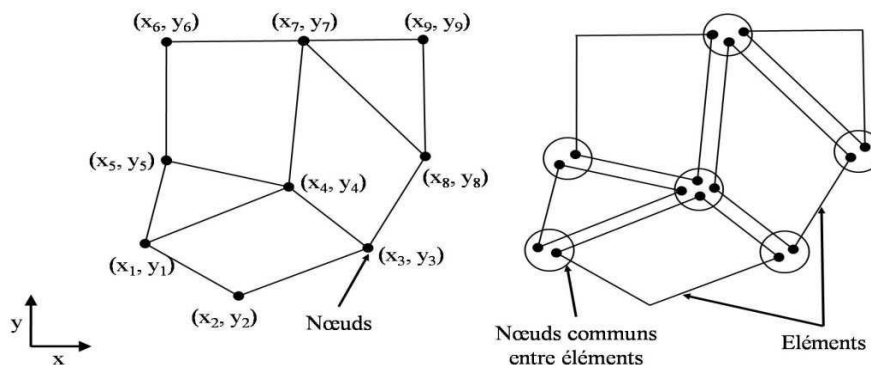 (x₆, y₆)
(x₇, y₇)
(x₉, y₉)
(x₅, y₅)
(x₄, y₄)
(x₈, y₈)
(x₁, y₁)
(x₃, y₃)
(x₂, y₂)
Nœuds
y
x
Nœuds communs
entre éléments
Eléments